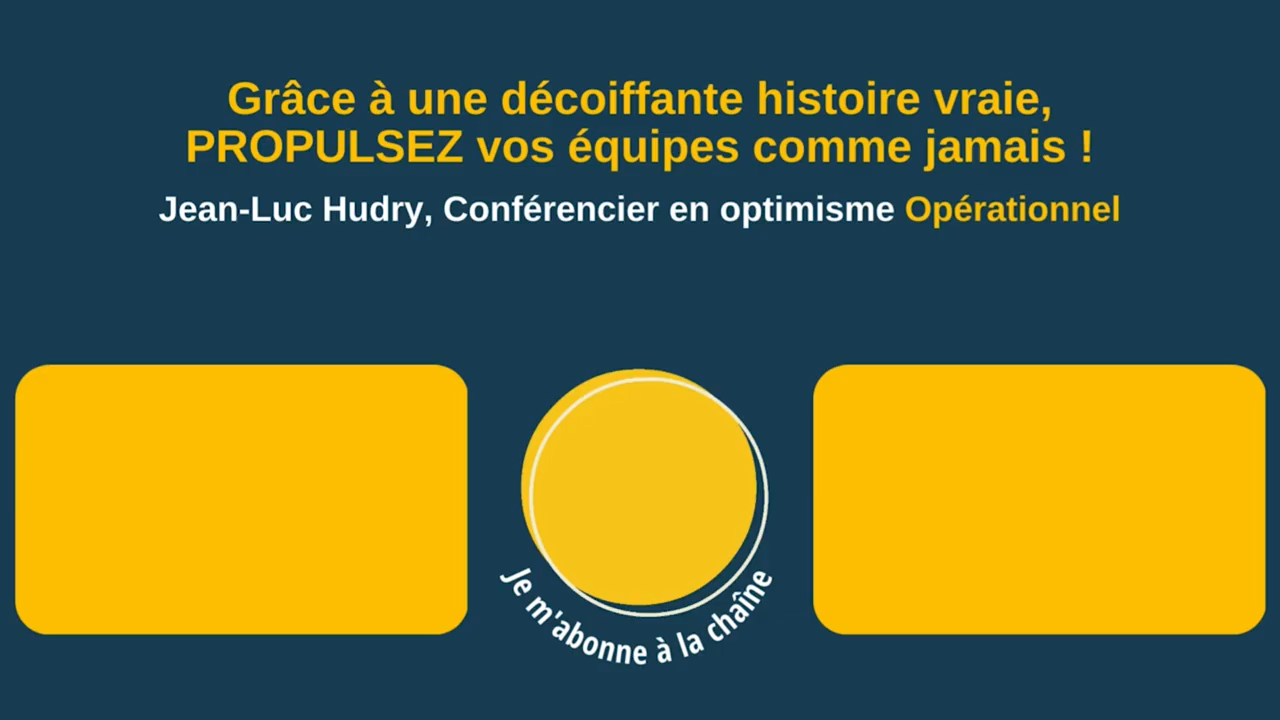 Grâce à une décoiffante histoire vraie,
PROPULSEZ vos équipes comme jamais !
Jean-Luc Hudry, Conférencier en optimisme Opérationnel
Je m'abonne à la chaîne